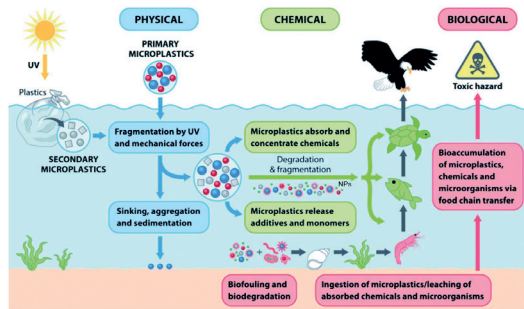 PHYSICAL
CHEMICAL
BIOLOGICAL
UV
PRIMARY
MICROPLASTICS
Toxic hazard
Plastics
SECONDARY
MICROPLASTICS
Fragmentation by UV
and mechanical forces
Microplastics absorb and
concentrate chemicals
Degradation
& fragmentation
NPs
Bioaccumulation
of microplastics,
chemicals and
microorganisms via
food chain transfer
Sinking, aggregation
and sedimentation
Microplastics release
additives and monomers
+
Biofouling and
biodegradation
Ingestion of microplastics/leaching of
absorbed chemicals and microorganisms